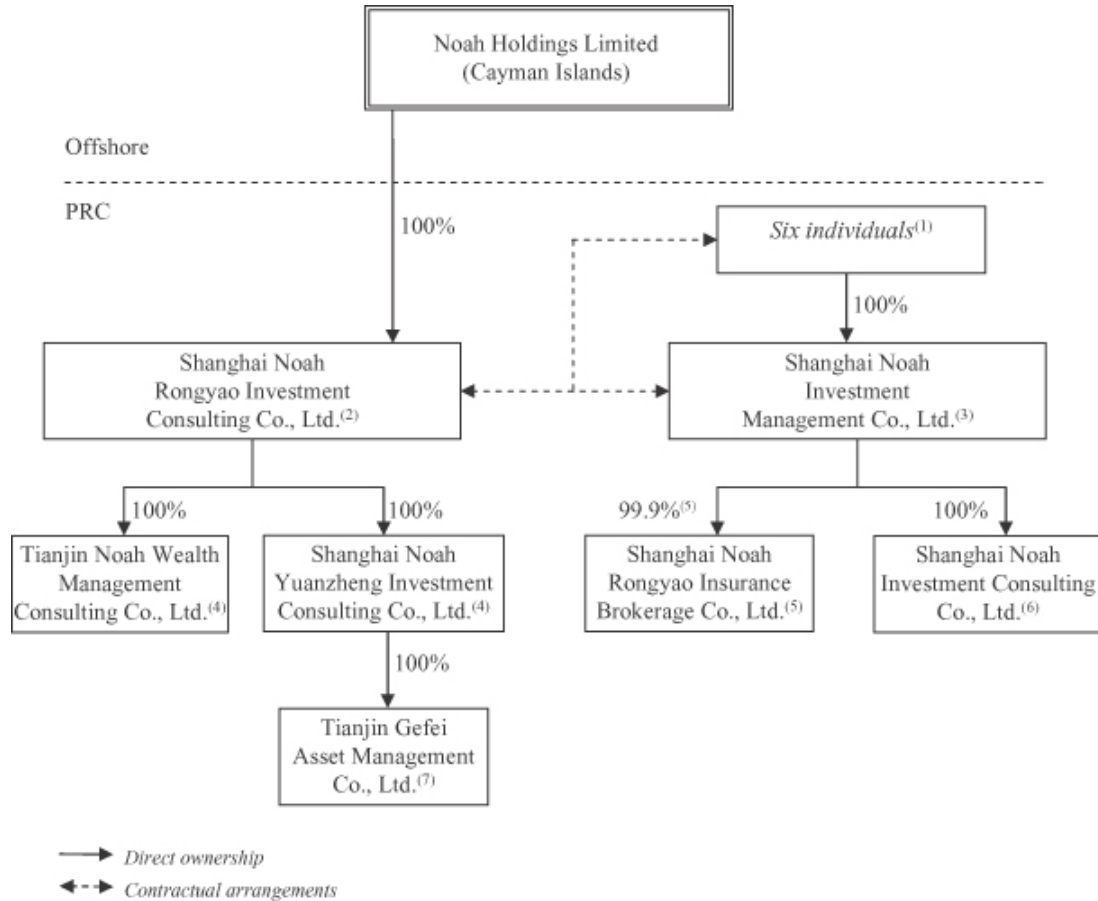 Noah Holdings Limited
(Cayman Islands)
Offshore
PRC
100%
Six individuals(1)
100%
Shanghai Noah
Rongyao Investment
Consulting Co., Ltd.(2)
Shanghai Noah
Investment
Management Co., Ltd.(3)
100%
100%
99.9%(5)
100%
Tianjin Noah Wealth
Management
Consulting Co., Ltd.(4)
Shanghai Noah
Yuanzheng Investment
Consulting Co., Ltd.(4)
Shanghai Noah
Rongyao Insurance
Brokerage Co., Ltd.(5)
Shanghai Noah
Investment Consulting
Co., Ltd.(6)
100%
Tianjin Gefei
Asset Management
Co., Ltd.(7)
Direct ownership
Contractual arrangements